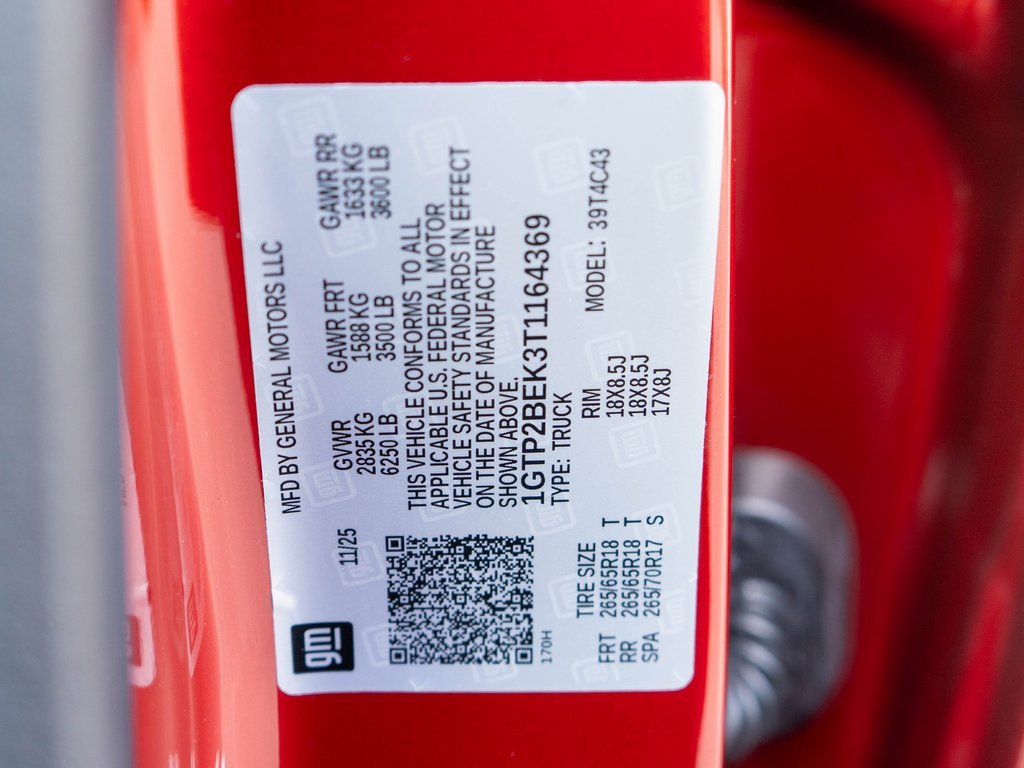 gm
11/25
MFD BY GENERAL MOTORS LLC
GVWR GAWR FRT GAWR RR
2835 KG 1588 KG 1633 KG
6250 LB 3500 LB 3600 LB
THIS VEHICLE CONFORMS TO ALL
APPLICABLE U.S. FEDERAL MOTOR
VEHICLE SAFETY STANDARDS IN EFFECT
ON THE DATE OF MANUFACTURE
SHOWN ABOVE.
1GTP2BEK3T1164369
TYPE: TRUCK MODEL: 39T4C43
170H
TIRE SIZE RIM
FRT 265/65R18 T 18X8.5J
RR 265/65R18 T 18X8.5J
SPA 265/70R17 S 17X8J